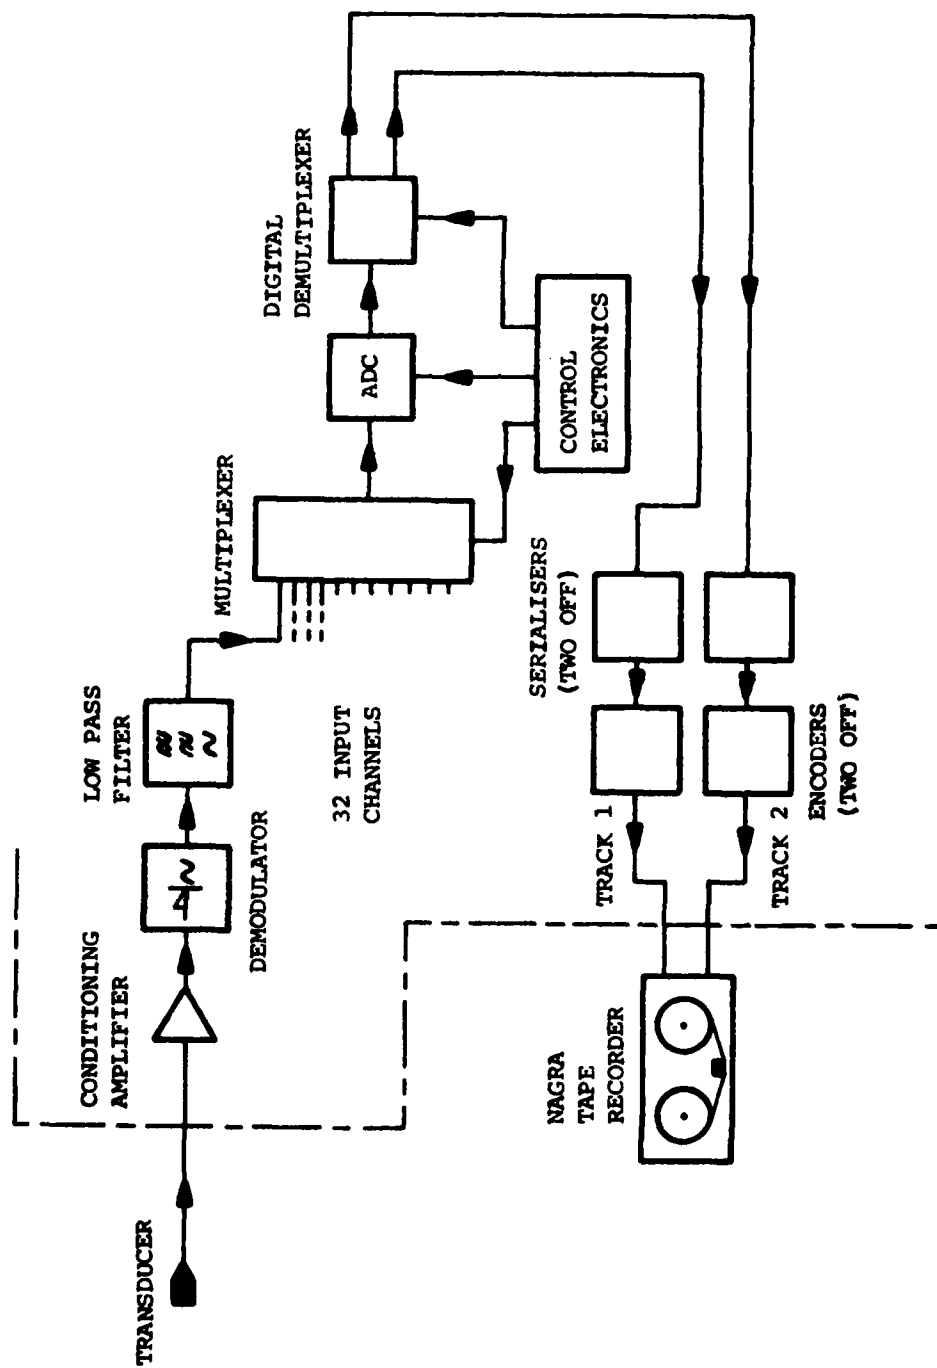 TRANSDUCER
CONDITIONING
AMPLIFIER
DEMODULATOR
LOW PASS
FILTER
32 INPUT
CHANNELS
MULTIPLEXER
ADC
DIGITAL
DEMULTIPLEXER
CONTROL
ELECTRONICS
SERIALISERS
(TWO OFF)
ENCODERS
(TWO OFF)
TRACK 1
TRACK 2
NAGRA
TAPE
RECORDER